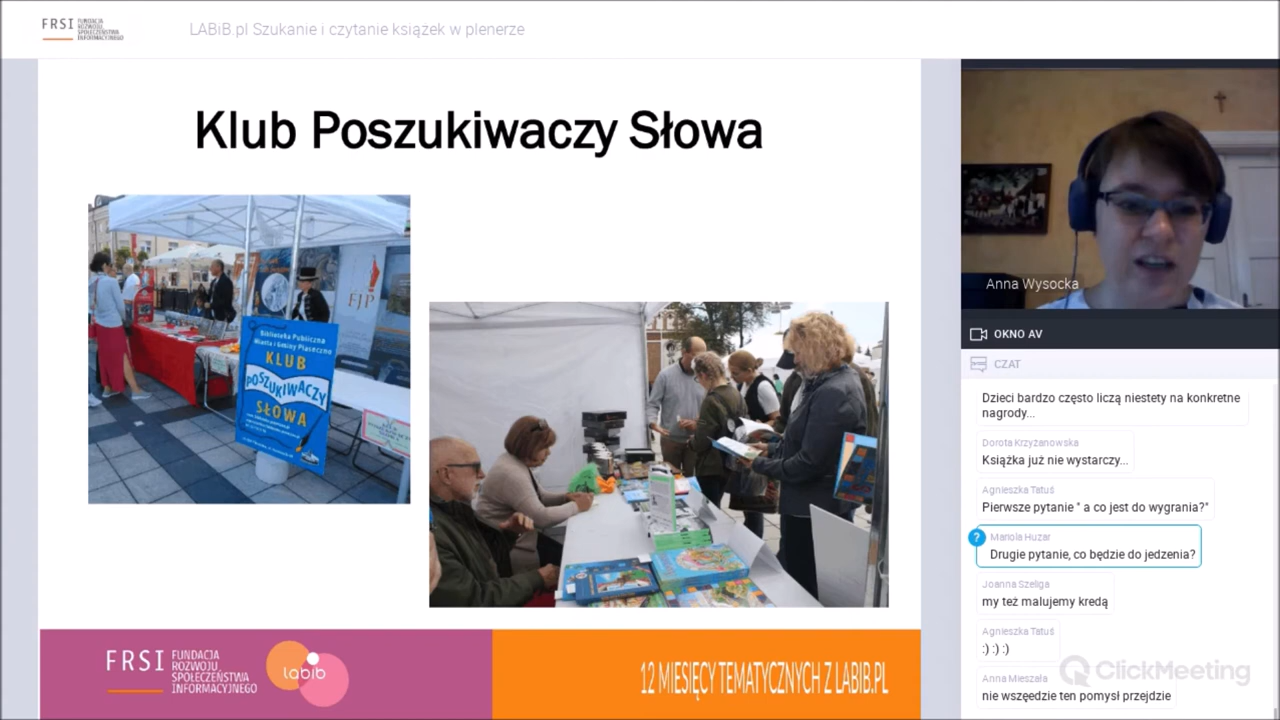 FRSI
FUNDACJA
ROZWOJU
SPOŁECZEŃSTWA
INFORMACYJNEGO
LABiB.pl Szukanie i czytanie książek w plenerze
Klub Poszukiwaczy Słowa
EJP
Biblioteka Publiczna
Miasta i Gminy Piaseczno
KLUB
POSZUKIWACZY
SŁOWA
FRSI
FUNDACJA
ROZWOJU
SPOŁECZEŃSTWA
INFORMACYJNEGO
labib
12 MIESIĘCY TEMATYCZNYCH Z LABIB.PL
Anna Wysocka
OKNO AV
CZAT
Dzieci bardzo często liczą niestety na konkretne
nagrody...
Dorota Krzyżanowska
Książka już nie wystarczy...
Agnieszka Tatuś
Pierwsze pytanie " a co jest do wygrania?"
?
Mariola Huzar
Drugie pytanie, co będzie do jedzenia?
Joanna Szeliga
my też malujemy kredą
Agnieszka Tatuś
:) :) :)
Anna Mieszała
nie wszęedzie ten pomysł przejdzie
ClickMeeting